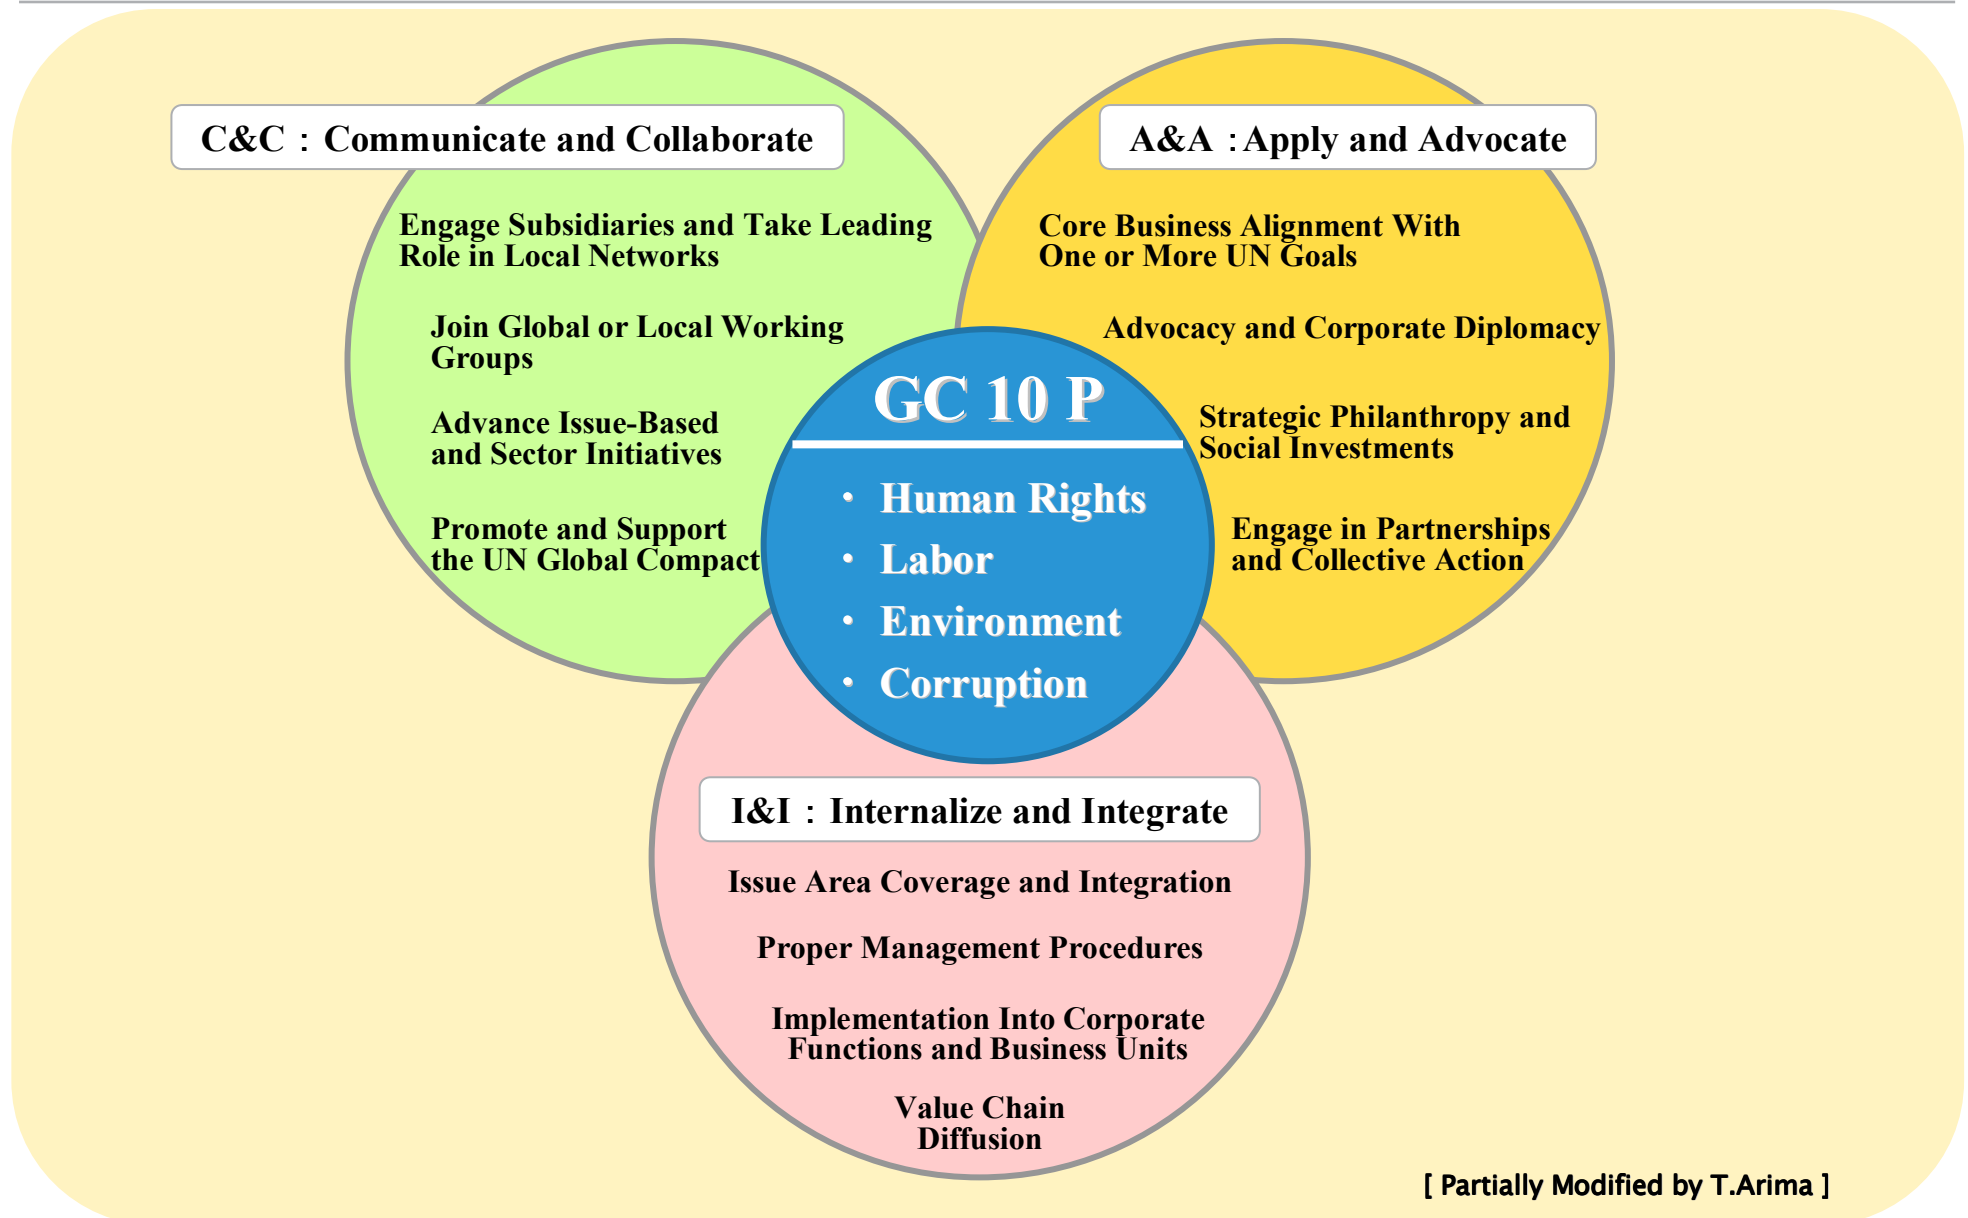 C&C：Communicate and Collaborate
Engage Subsidiaries and Take Leading
Role in Local Networks
Join Global or Local Working
Groups
Advance Issue-Based
and Sector Initiatives
Promote and Support
the UN Global Compact
A&A：Apply and Advocate
Core Business Alignment With
One or More UN Goals
Advocacy and Corporate Diplomacy
Strategic Philanthropy and
Social Investments
Engage in Partnerships
and Collective Action
GC 10 P
・ Human Rights
・ Labor
・ Environment
・ Corruption
I&I：Internalize and Integrate
Issue Area Coverage and Integration
Proper Management Procedures
Implementation Into Corporate
Functions and Business Units
Value Chain
Diffusion
[ Partially Modified by T.Arima ]